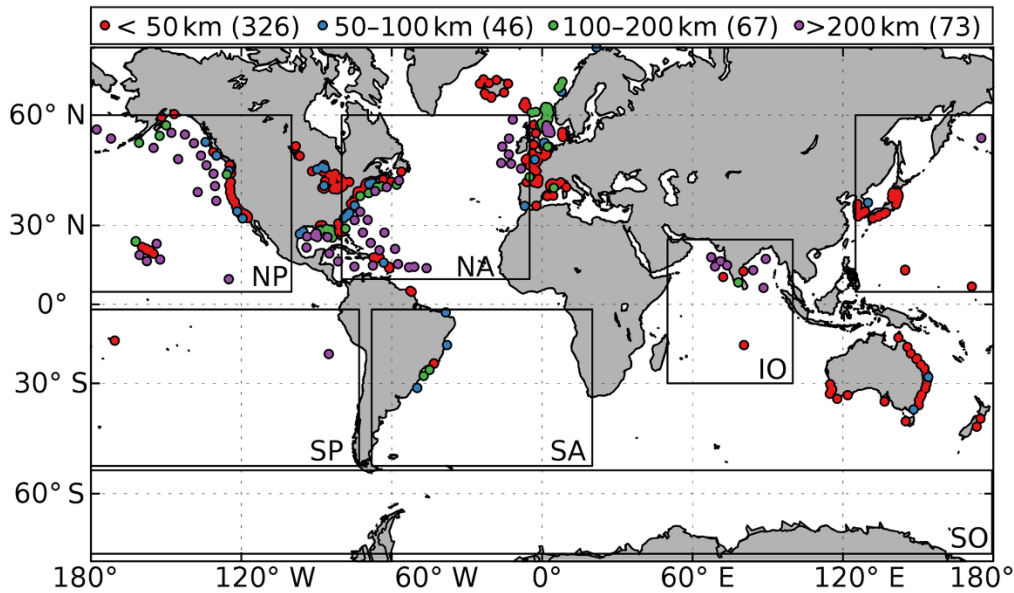 < 50 km (326) 50–100 km (46) 100–200 km (67) >200 km (73)
60° N
30° N
NP NA
0°
IO
30° S
SP SA
60° S
SO
180° 120° W 60° W 0° 60° E 120° E 180°